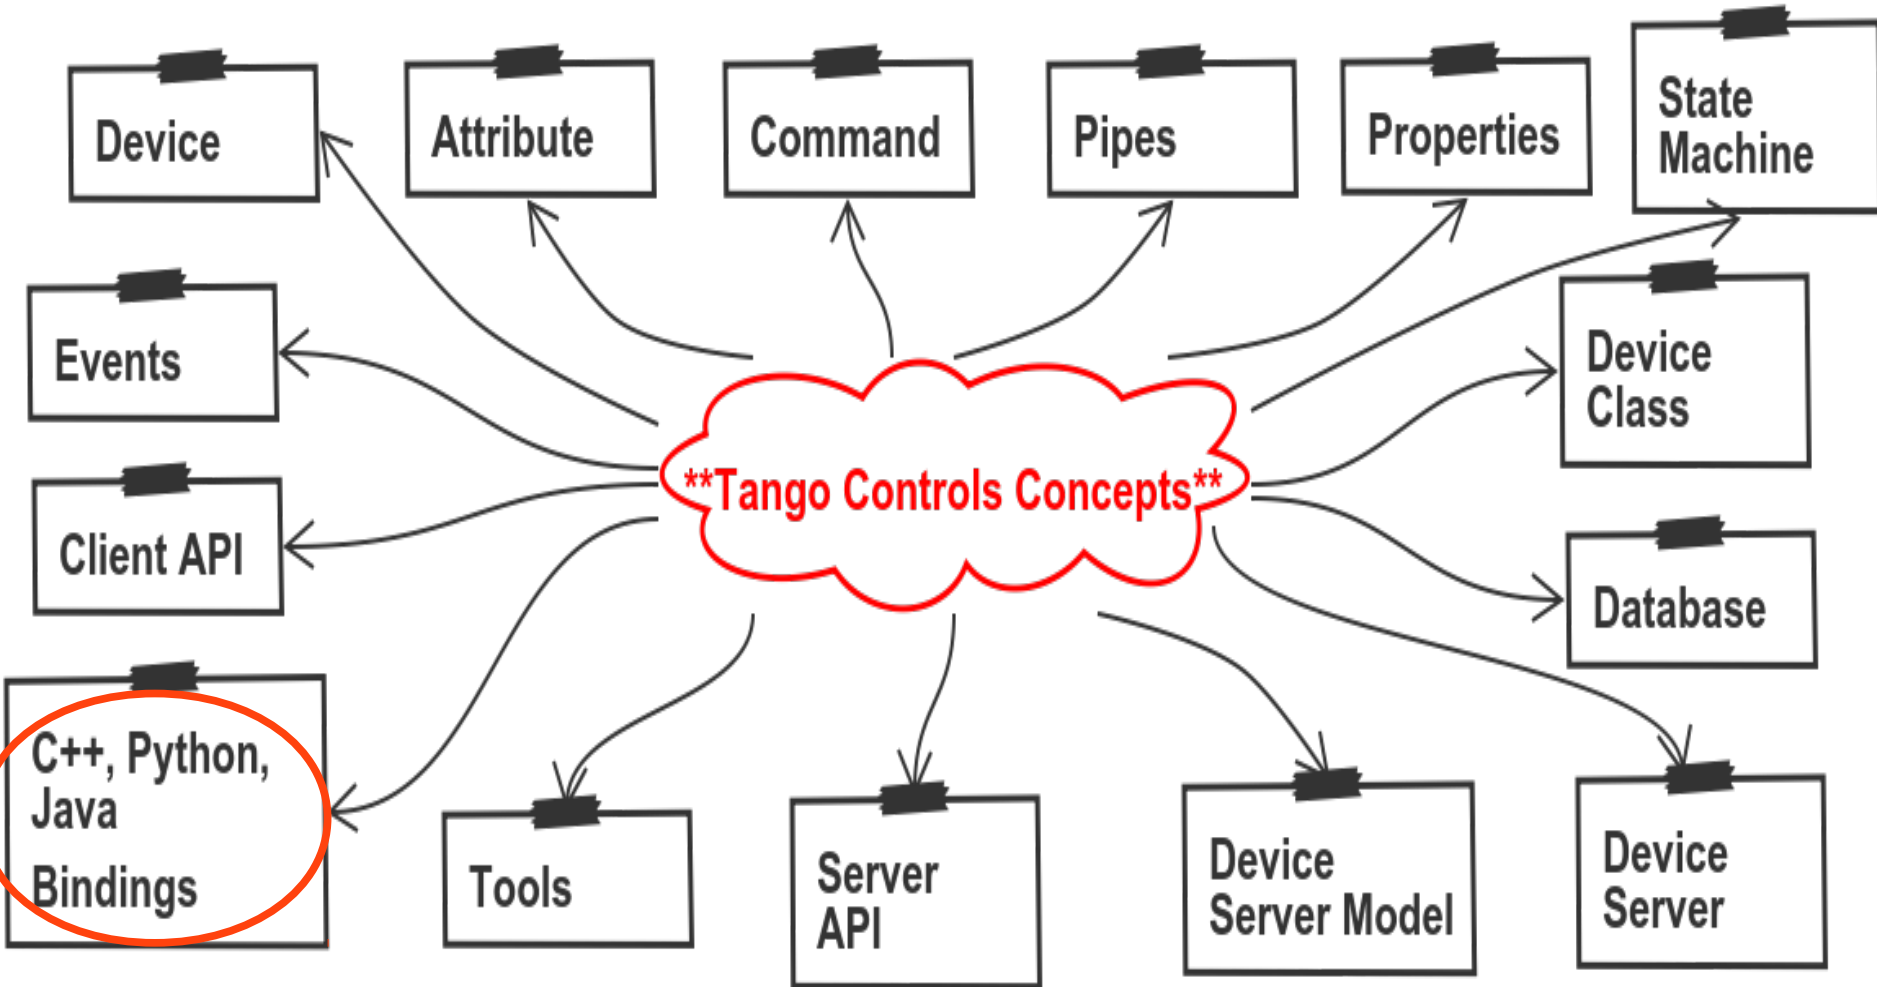 Device
Attribute
Command
Pipes
Properties
State
Machine
Events
Device
Class
**Tango Controls Concepts**
Client API
Database
C++, Python,
Java
Bindings
Tools
Server
API
Device
Server Model
Device
Server